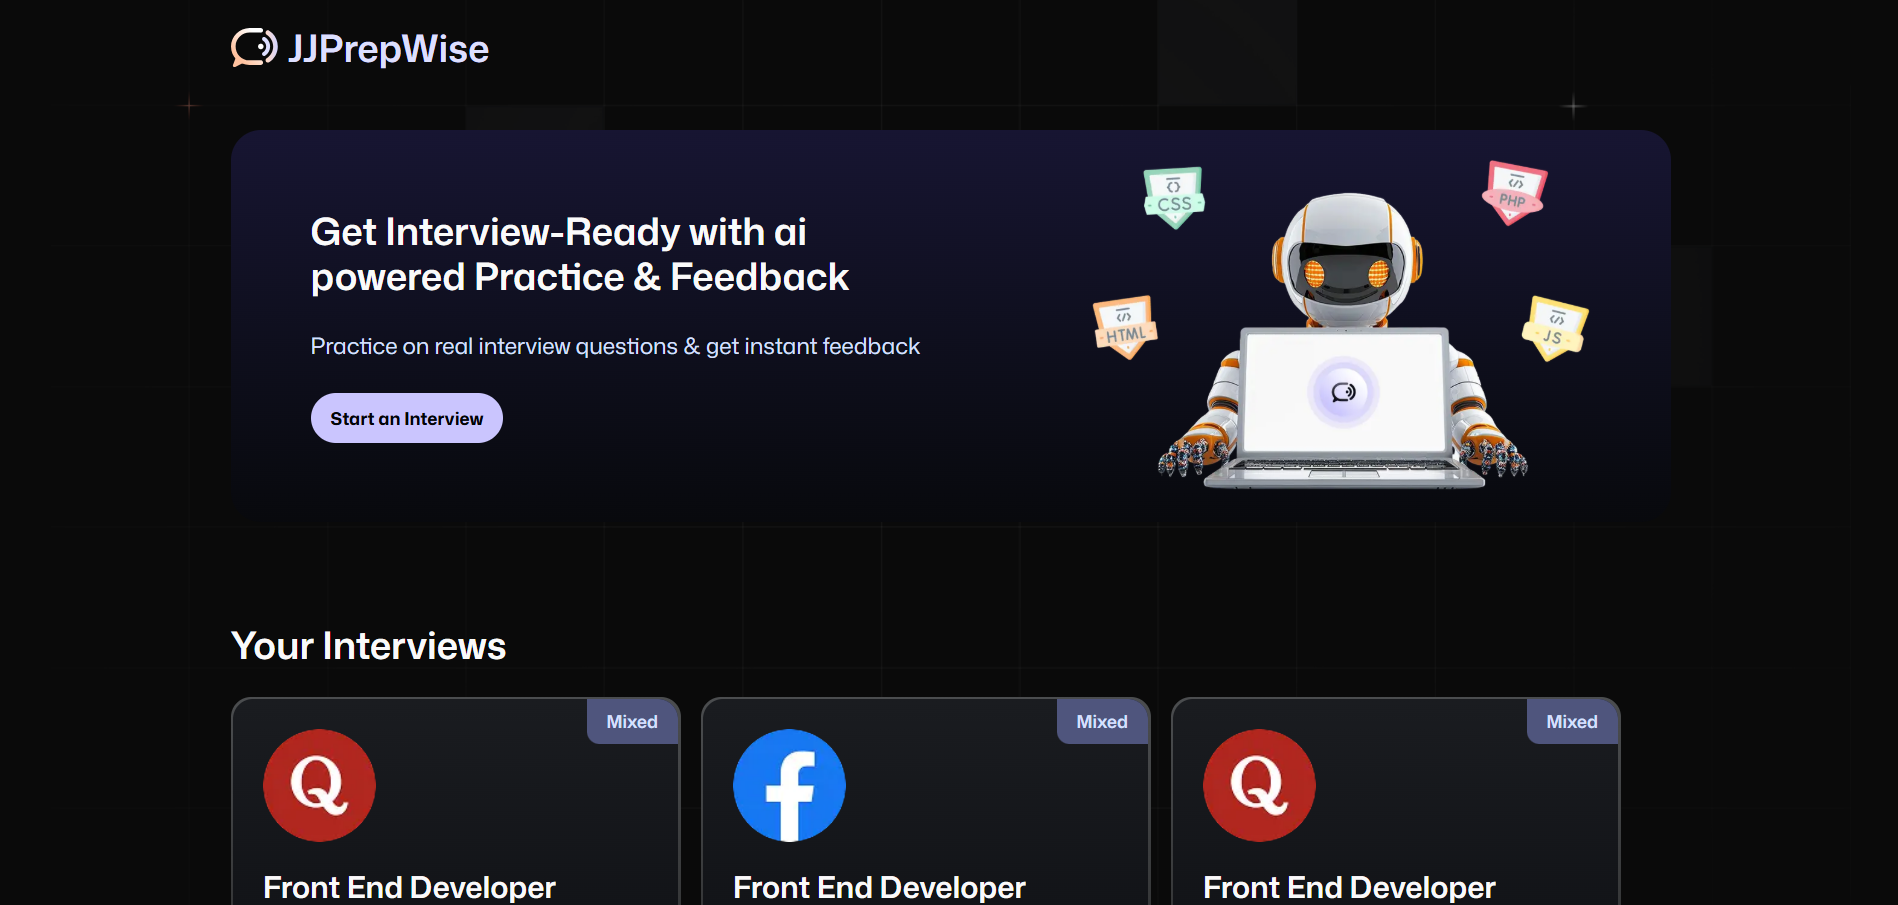 JJPrepWise
Get Interview-Ready with ai
powered Practice & Feedback
Practice on real interview questions & get instant feedback
Start an Interview
CSS
PHP
HTML
JS
Your Interviews
Mixed
Mixed
Mixed
Q
f
Q
Front End Developer
Front End Developer
Front End Developer